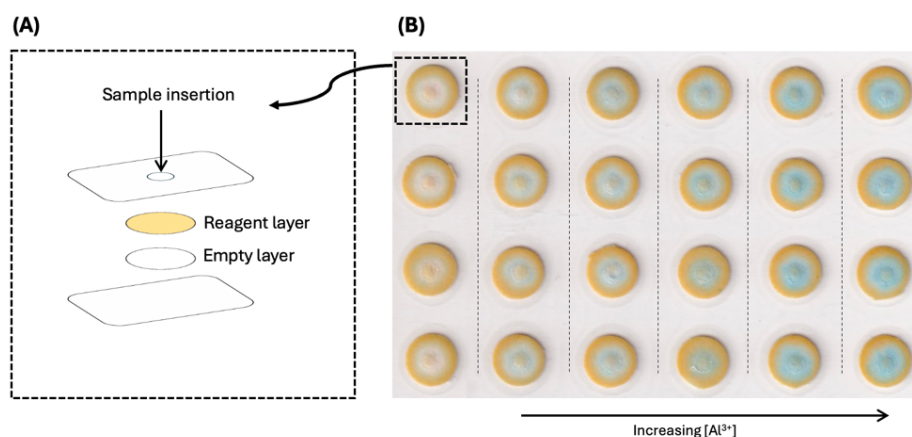 (A)
Sample insertion
Reagent layer
Empty layer
(B)
Increasing [Al³⁺]